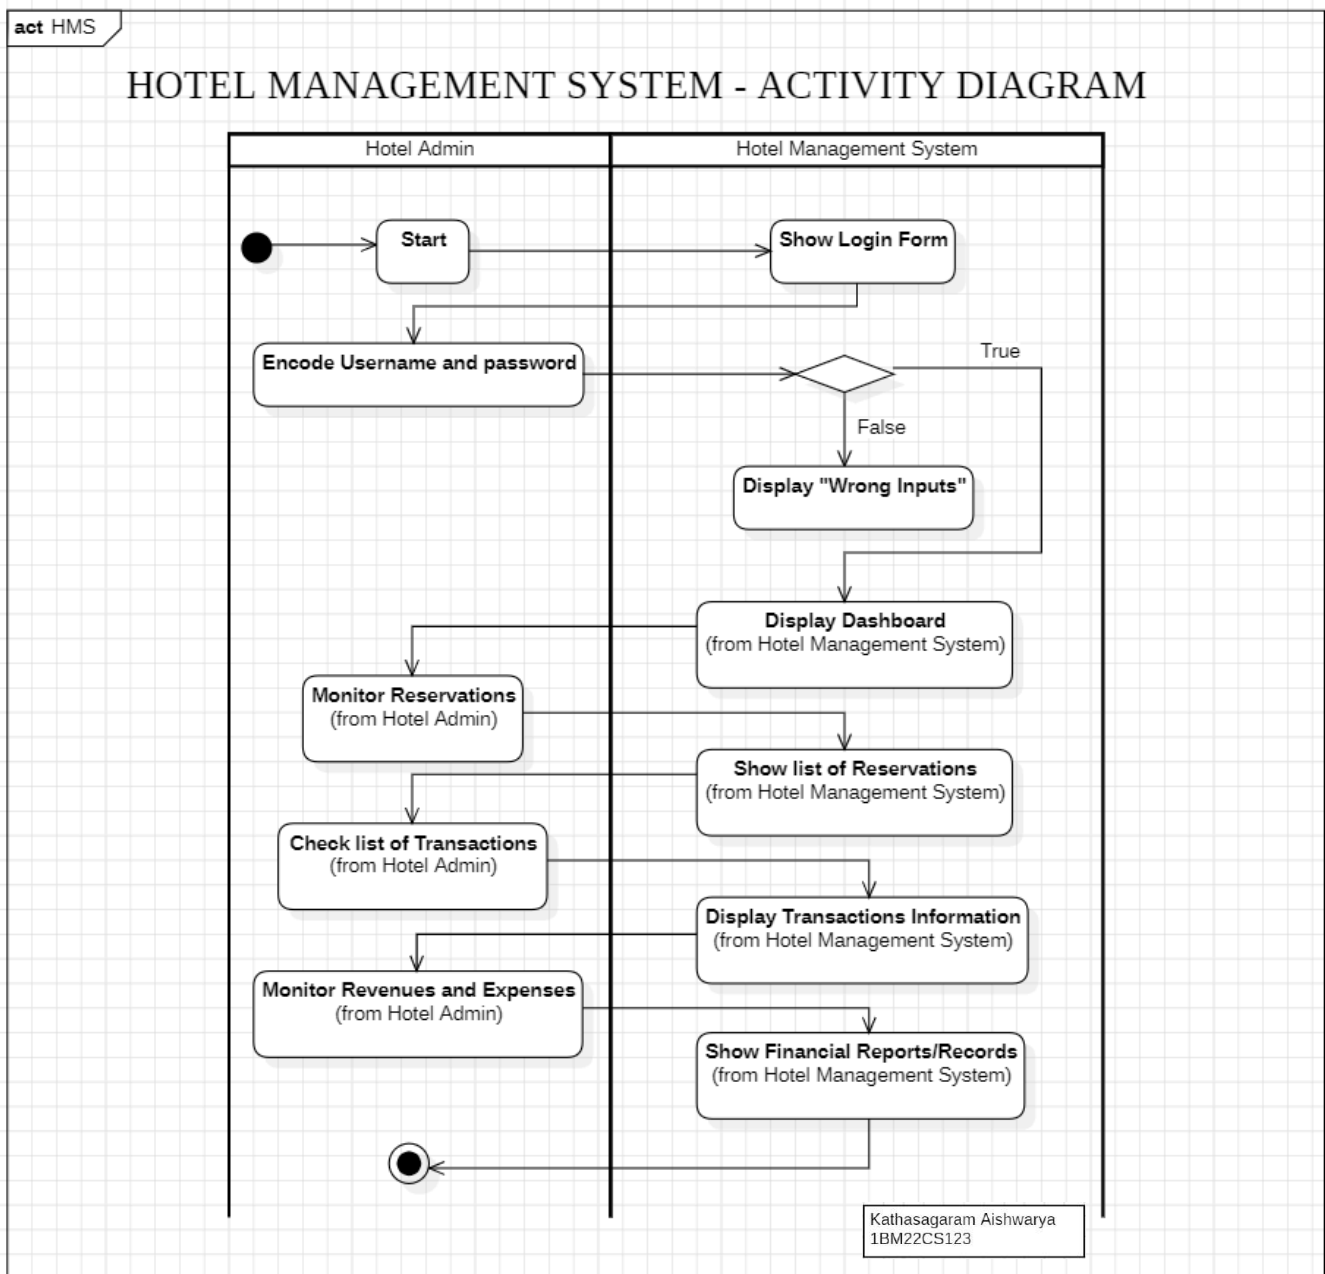 act HMS
HOTEL MANAGEMENT SYSTEM - ACTIVITY DIAGRAM
Hotel Admin
Hotel Management System
Start
Show Login Form
Encode Username and password
True
False
Display "Wrong Inputs"
Display Dashboard
(from Hotel Management System)
Monitor Reservations
(from Hotel Admin)
Show list of Reservations
(from Hotel Management System)
Check list of Transactions
(from Hotel Admin)
Display Transactions Information
(from Hotel Management System)
Monitor Revenues and Expenses
(from Hotel Admin)
Show Financial Reports/Records
(from Hotel Management System)
Kathasagaram Aishwarya
1BM22CS123